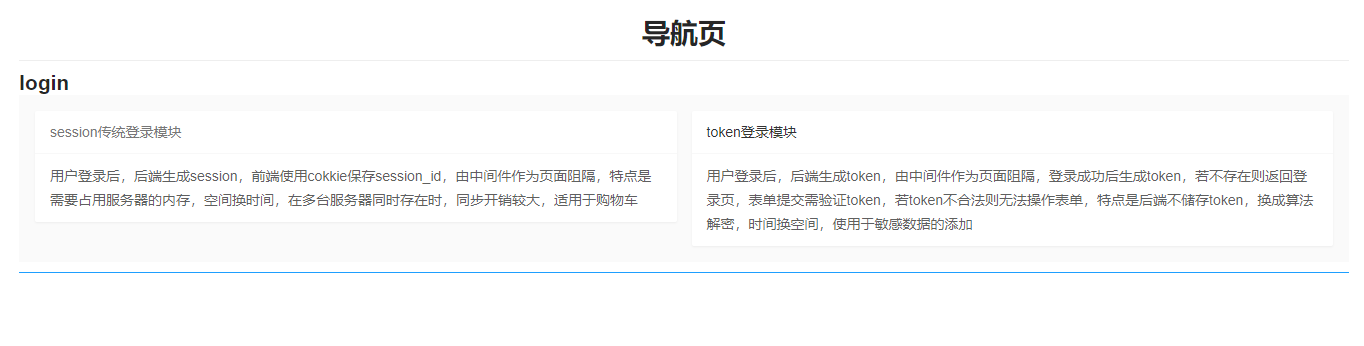 导航页
login
session传统登录模块
用户登录后，后端生成session，前端使用cokkie保存session_id，由中间件作为页面阻隔，特点是
需要占用服务器的内存，空间换时间，在多台服务器同时存在时，同步开销较大，适用于购物车
token登录模块
用户登录后，后端生成token，由中间件作为页面阻隔，登录成功后生成token，若不存在则返回登
录页，表单提交需验证token，若token不合法则无法操作表单，特点是后端不储存token，换成算法
解密，时间换空间，使用于敏感数据的添加